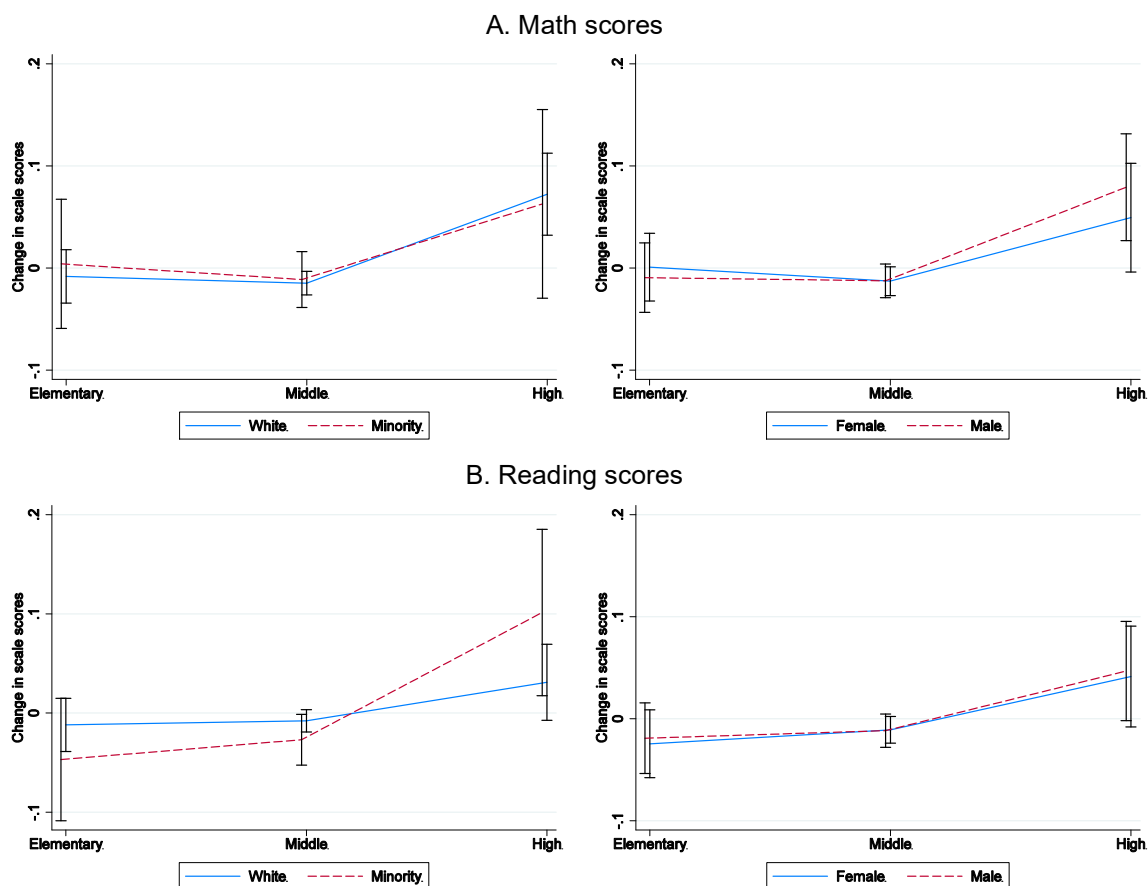 A. Math scores
Change in scale scores
.2
.1
0
-.1
Elementary.
Middle.
High.
White.
Minority.
Change in scale scores
.2
.1
0
-.1
Elementary.
Middle.
High.
Female.
Male.
B. Reading scores
Change in scale scores
.2
.1
0
-.1
Elementary.
Middle.
High.
White.
Minority.
Change in scale scores
.2
.1
0
-.1
Elementary.
Middle.
High.
Female.
Male.